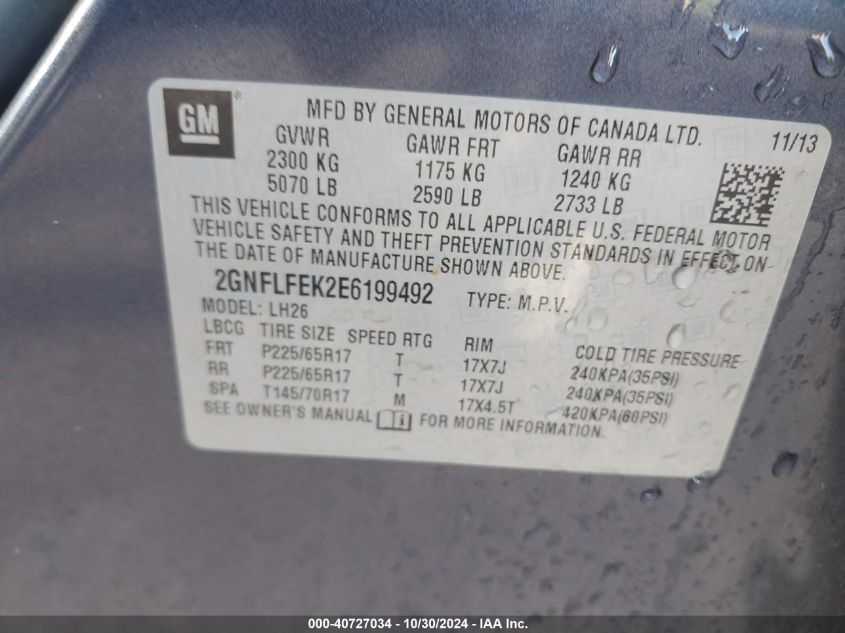 GM ®
MFD BY GENERAL MOTORS OF CANADA LTD. 11/13
GVWR GAWR FRT GAWR RR
2300 KG 1175 KG 1240 KG
5070 LB 2590 LB 2733 LB
THIS VEHICLE CONFORMS TO ALL APPLICABLE U.S. FEDERAL MOTOR
VEHICLE SAFETY AND THEFT PREVENTION STANDARDS IN EFFECT ON
THE DATE OF MANUFACTURE SHOWN ABOVE.
2GNFLFEK2E6199492 TYPE: M.P.V.
MODEL: LH26
LBCG TIRE SIZE SPEED RTG RIM COLD TIRE PRESSURE
FRT P225/65R17 T 17X7J 240KPA(35PSI)
RR P225/65R17 T 17X7J 240KPA(35PSI)
SPA T145/70R17 M 17X4.5T 420KPA(60PSI)
SEE OWNER'S MANUAL FOR MORE INFORMATION.
000-40727034 - 10/30/2024 - IAA Inc.